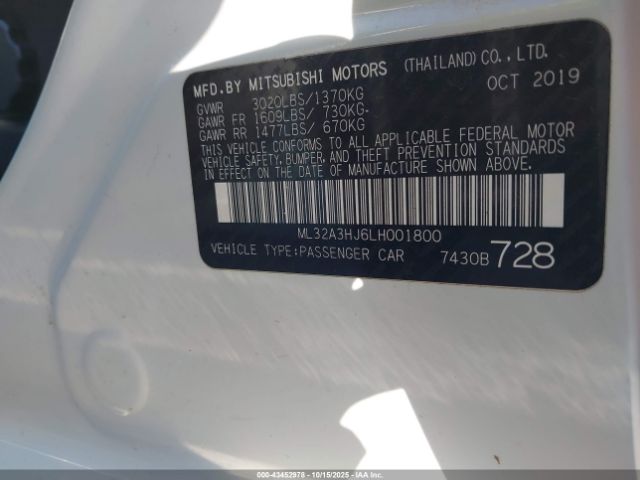 MFD.BY MITSUBISHI MOTORS (THAILAND) CO., LTD.
OCT 2019
GVWR 3020LBS/1370KG
GAWR FR 1609LBS/ 730KG
GAWR RR 1477LBS/ 670KG
THIS VEHICLE CONFORMS TO ALL APPLICABLE FEDERAL MOTOR
VEHICLE SAFETY, BUMPER, AND THEFT PREVENTION STANDARDS
IN EFFECT ON THE DATE OF MANUFACTURE SHOWN ABOVE.
ML32A3HJ6LH001800
VEHICLE TYPE:PASSENGER CAR 7430B 728
© - 43452978 - 10/15/2025 - © IAA Holdings, LLC